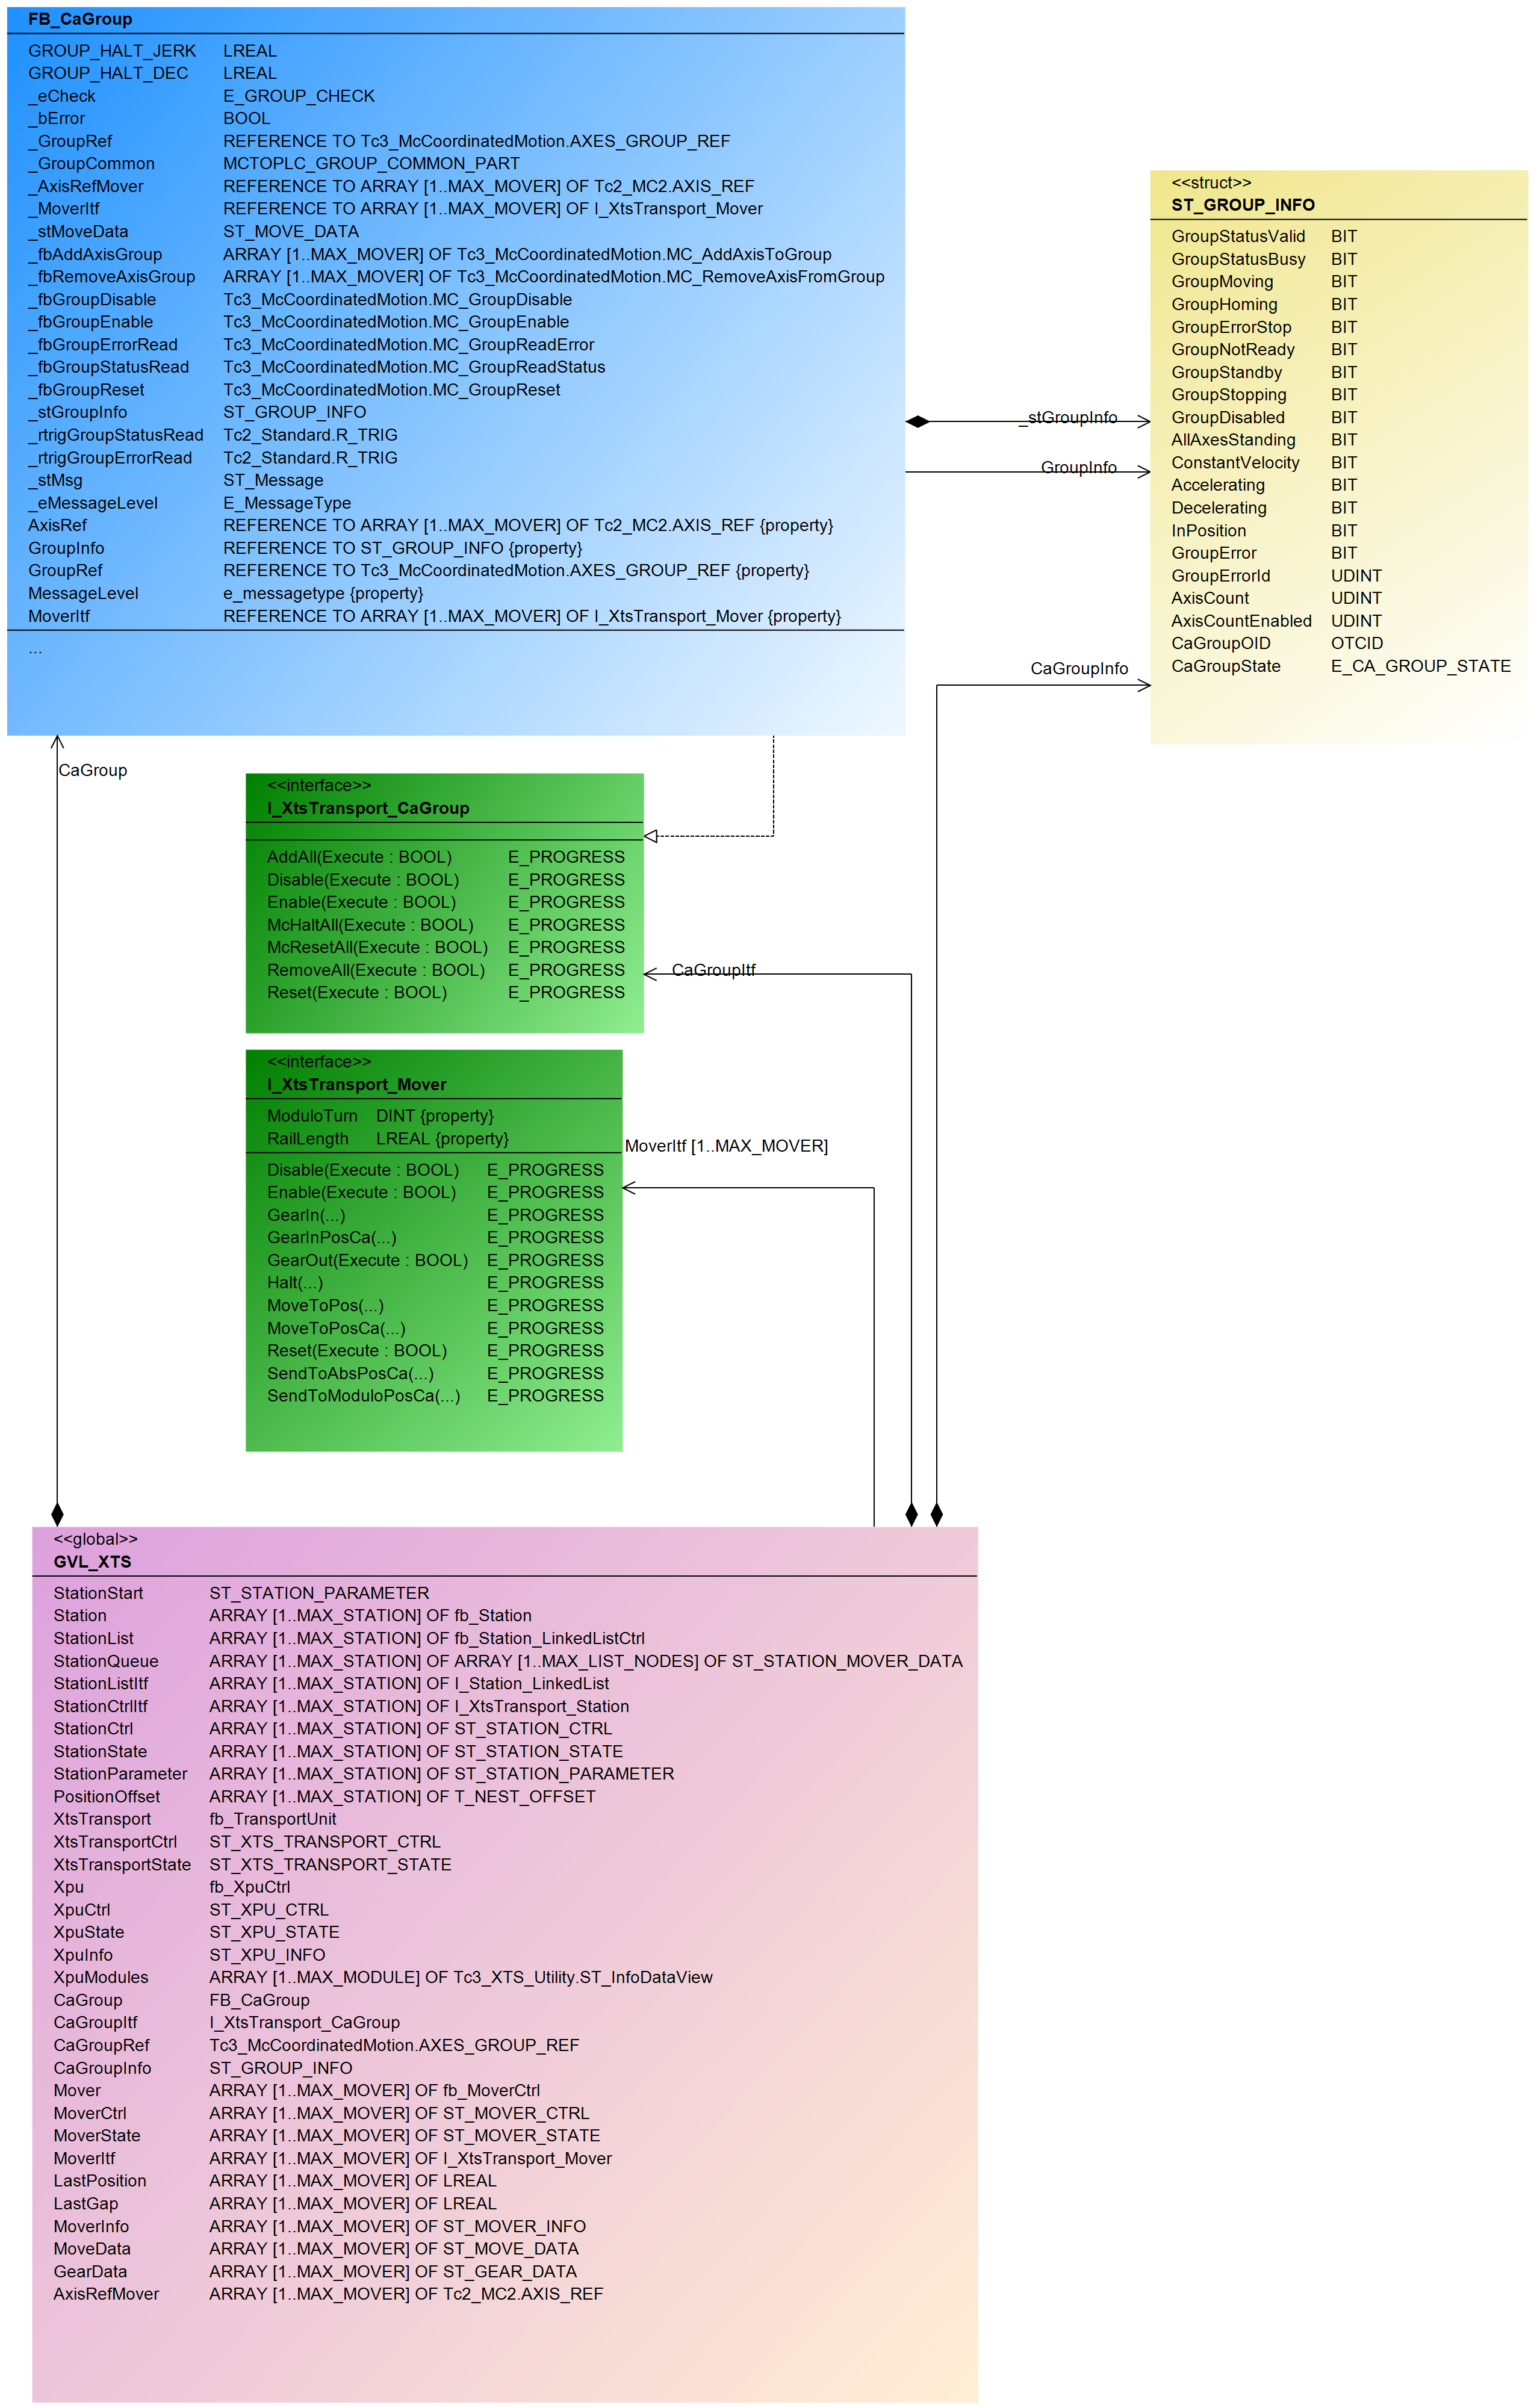 FB_CaGroup
GROUP_HALT_JERK LREAL
GROUP_HALT_DEC LREAL
_eCheck E_GROUP_CHECK
_bError BOOL
_GroupRef REFERENCE TO Tc3_McCoordinatedMotion.AXES_GROUP_REF
_GroupCommon MCTOPLC_GROUP_COMMON_PART
_AxisRefMover REFERENCE TO ARRAY [1..MAX_MOVER] OF Tc2_MC2.AXIS_REF
_MoverItf REFERENCE TO ARRAY [1..MAX_MOVER] OF I_XtsTransport_Mover
_stMoveData ST_MOVE_DATA
_fbAddAxisGroup ARRAY [1..MAX_MOVER] OF Tc3_McCoordinatedMotion.MC_AddAxisToGroup
_fbRemoveAxisGroup ARRAY [1..MAX_MOVER] OF Tc3_McCoordinatedMotion.MC_RemoveAxisFromGroup
_fbGroupDisable Tc3_McCoordinatedMotion.MC_GroupDisable
_fbGroupEnable Tc3_McCoordinatedMotion.MC_GroupEnable
_fbGroupErrorRead Tc3_McCoordinatedMotion.MC_GroupReadError
_fbGroupStatusRead Tc3_McCoordinatedMotion.MC_GroupReadStatus
_fbGroupReset Tc3_McCoordinatedMotion.MC_GroupReset
_stGroupInfo ST_GROUP_INFO
_rtrigGroupStatusRead Tc2_Standard.R_TRIG
_rtrigGroupErrorRead Tc2_Standard.R_TRIG
_stMsg ST_Message
_eMessageLevel E_MessageType
AxisRef REFERENCE TO ARRAY [1..MAX_MOVER] OF Tc2_MC2.AXIS_REF {property}
GroupInfo REFERENCE TO ST_GROUP_INFO {property}
GroupRef REFERENCE TO Tc3_McCoordinatedMotion.AXES_GROUP_REF {property}
MessageLevel e_messagetype {property}
MoverItf REFERENCE TO ARRAY [1..MAX_MOVER] OF I_XtsTransport_Mover {property}
...
_stGroupInfo
GroupInfo
CaGroupInfo
<<struct>>
ST_GROUP_INFO
GroupStatusValid BIT
GroupStatusBusy BIT
GroupMoving BIT
GroupHoming BIT
GroupErrorStop BIT
GroupNotReady BIT
GroupStandby BIT
GroupStopping BIT
GroupDisabled BIT
AllAxesStanding BIT
ConstantVelocity BIT
Accelerating BIT
Decelerating BIT
InPosition BIT
GroupError BIT
GroupErrorId UDINT
AxisCount UDINT
AxisCountEnabled UDINT
CaGroupOID OTCID
CaGroupState E_CA_GROUP_STATE
CaGroup
<<interface>>
I_XtsTransport_CaGroup
AddAll(Execute : BOOL) E_PROGRESS
Disable(Execute : BOOL) E_PROGRESS
Enable(Execute : BOOL) E_PROGRESS
McHaltAll(Execute : BOOL) E_PROGRESS
McResetAll(Execute : BOOL) E_PROGRESS
RemoveAll(Execute : BOOL) E_PROGRESS
Reset(Execute : BOOL) E_PROGRESS
CaGroupItf
<<interface>>
I_XtsTransport_Mover
ModuloTurn DINT {property}
RailLength LREAL {property}
Disable(Execute : BOOL) E_PROGRESS
Enable(Execute : BOOL) E_PROGRESS
GearIn(...) E_PROGRESS
GearInPosCa(...) E_PROGRESS
GearOut(Execute : BOOL) E_PROGRESS
Halt(...) E_PROGRESS
MoveToPos(...) E_PROGRESS
MoveToPosCa(...) E_PROGRESS
Reset(Execute : BOOL) E_PROGRESS
SendToAbsPosCa(...) E_PROGRESS
SendToModuloPosCa(...) E_PROGRESS
MoverItf [1..MAX_MOVER]
<<global>>
GVL_XTS
StationStart ST_STATION_PARAMETER
Station ARRAY [1..MAX_STATION] OF fb_Station
StationList ARRAY [1..MAX_STATION] OF fb_Station_LinkedListCtrl
StationQueue ARRAY [1..MAX_STATION] OF ARRAY [1..MAX_LIST_NODES] OF ST_STATION_MOVER_DATA
StationListItf ARRAY [1..MAX_STATION] OF I_Station_LinkedList
StationCtrlItf ARRAY [1..MAX_STATION] OF I_XtsTransport_Station
StationCtrl ARRAY [1..MAX_STATION] OF ST_STATION_CTRL
StationState ARRAY [1..MAX_STATION] OF ST_STATION_STATE
StationParameter ARRAY [1..MAX_STATION] OF ST_STATION_PARAMETER
PositionOffset ARRAY [1..MAX_STATION] OF T_NEST_OFFSET
XtsTransport fb_TransportUnit
XtsTransportCtrl ST_XTS_TRANSPORT_CTRL
XtsTransportState ST_XTS_TRANSPORT_STATE
Xpu fb_XpuCtrl
XpuCtrl ST_XPU_CTRL
XpuState ST_XPU_STATE
XpuInfo ST_XPU_INFO
XpuModules ARRAY [1..MAX_MODULE] OF Tc3_XTS_Utility.ST_InfoDataView
CaGroup FB_CaGroup
CaGroupItf I_XtsTransport_CaGroup
CaGroupRef Tc3_McCoordinatedMotion.AXES_GROUP_REF
CaGroupInfo ST_GROUP_INFO
Mover ARRAY [1..MAX_MOVER] OF fb_MoverCtrl
MoverCtrl ARRAY [1..MAX_MOVER] OF ST_MOVER_CTRL
MoverState ARRAY [1..MAX_MOVER] OF ST_MOVER_STATE
MoverItf ARRAY [1..MAX_MOVER] OF I_XtsTransport_Mover
LastPosition ARRAY [1..MAX_MOVER] OF LREAL
LastGap ARRAY [1..MAX_MOVER] OF LREAL
MoverInfo ARRAY [1..MAX_MOVER] OF ST_MOVER_INFO
MoveData ARRAY [1..MAX_MOVER] OF ST_MOVE_DATA
GearData ARRAY [1..MAX_MOVER] OF ST_GEAR_DATA
AxisRefMover ARRAY [1..MAX_MOVER] OF Tc2_MC2.AXIS_REF